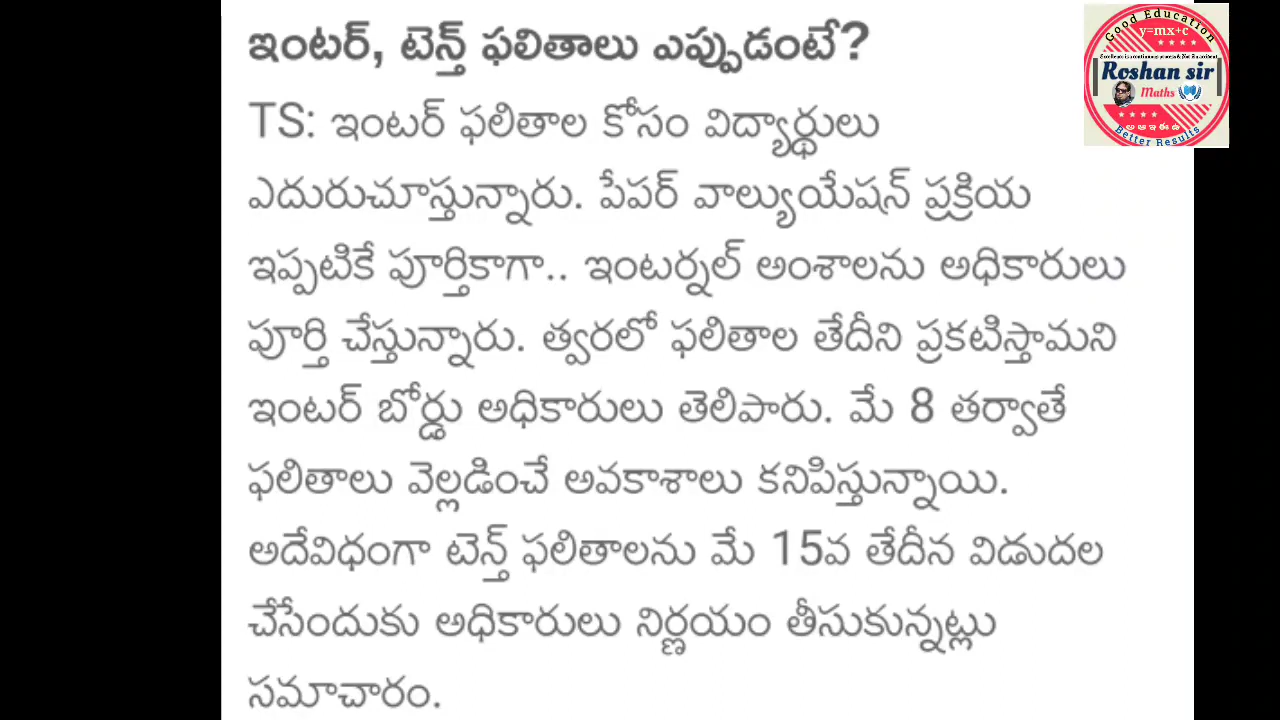 ఇంటర్, టెన్త్ ఫలితాలు ఎప్పుడంటే?
TS: ఇంటర్ ఫలితాల కోసం విద్యార్థులు
ఎదురుచూస్తున్నారు. పేపర్ వాల్యుయేషన్ ప్రక్రియ
ఇప్పటికే పూర్తికాగా.. ఇంటర్నల్ అంశాలను అధికారులు
పూర్తి చేస్తున్నారు. త్వరలో ఫలితాల తేదీని ప్రకటిస్తామని
ఇంటర్ బోర్డు అధికారులు తెలిపారు. మే 8 తర్వాతే
ఫలితాలు వెల్లడించే అవకాశాలు కనిపిస్తున్నాయి.
అదేవిధంగా టెన్త్ ఫలితాలను మే 15వ తేదీన విడుదల
చేసేందుకు అధికారులు నిర్ణయం తీసుకున్నట్లు
సమాచారం.
Good Education
y=mx+c
Roshan sir
Maths
అ ఆ ఇ ఈ ఉ
Better Results